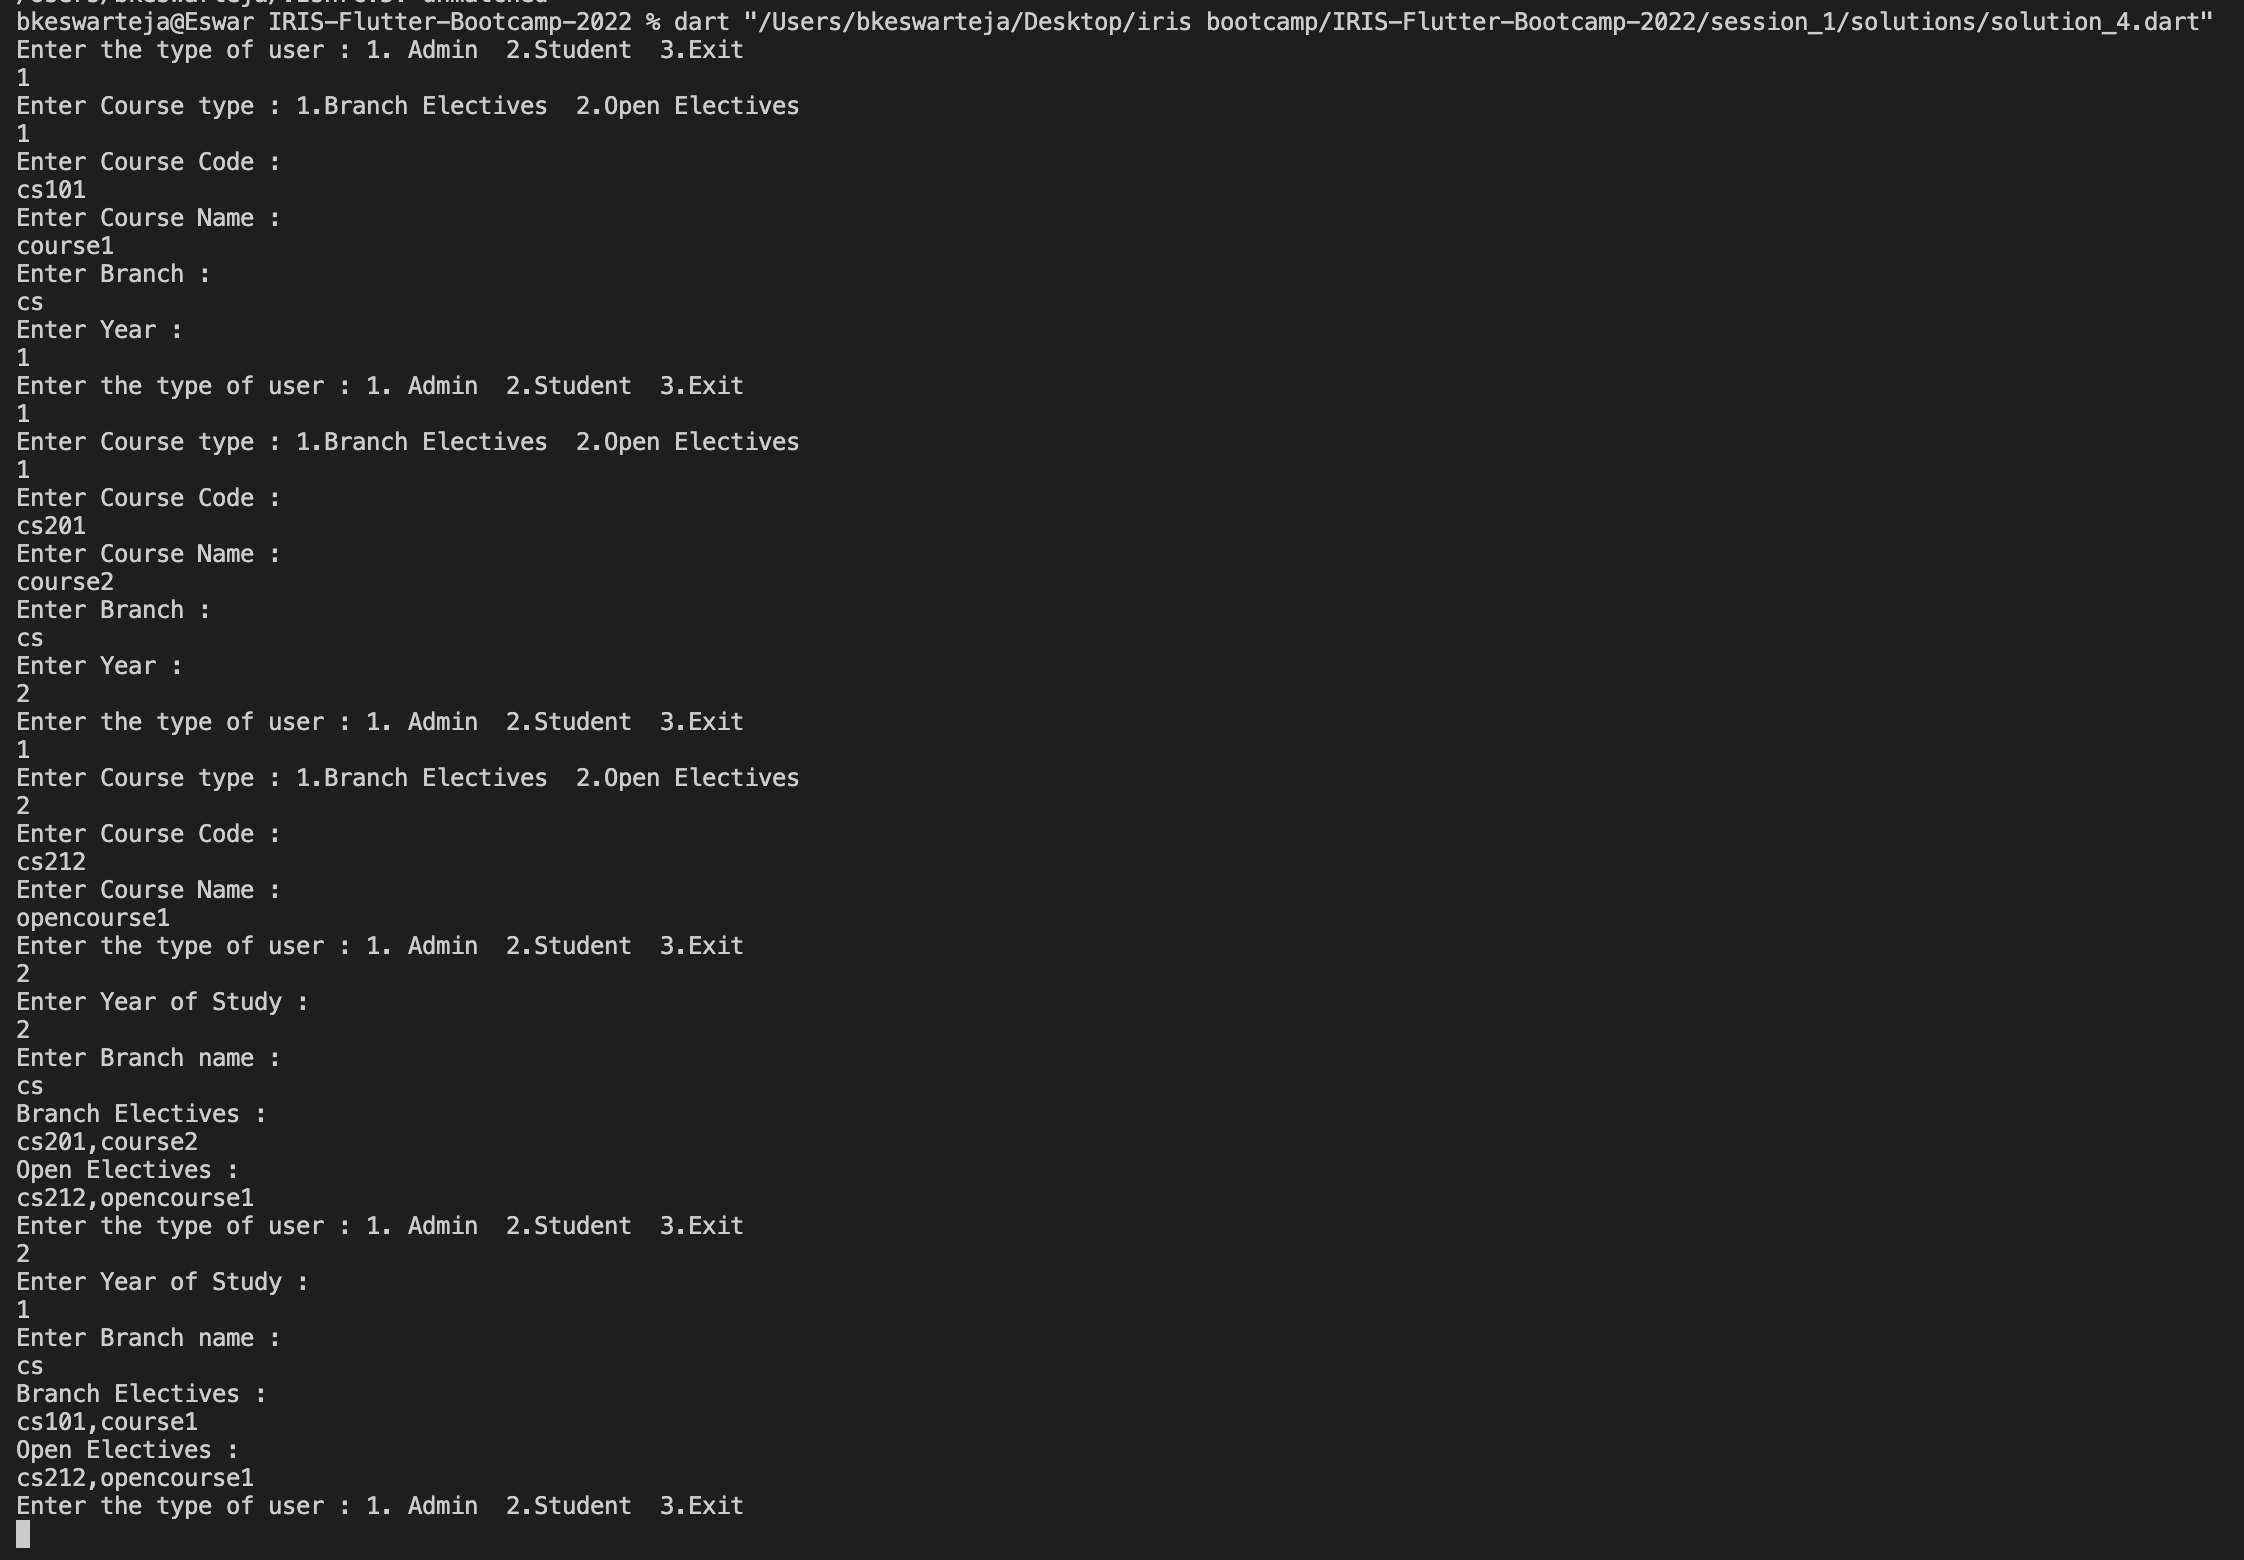 bkeswarteja@Eswar IRIS-Flutter-Bootcamp-2022 % dart "/Users/bkeswarteja/Desktop/iris bootcamp/IRIS-Flutter-Bootcamp-2022/session_1/solutions/solution_4.dart"
Enter the type of user : 1. Admin  2.Student  3.Exit
1
Enter Course type : 1.Branch Electives  2.Open Electives
1
Enter Course Code :
cs101
Enter Course Name :
course1
Enter Branch :
cs
Enter Year :
1
Enter the type of user : 1. Admin  2.Student  3.Exit
1
Enter Course type : 1.Branch Electives  2.Open Electives
1
Enter Course Code :
cs201
Enter Course Name :
course2
Enter Branch :
cs
Enter Year :
2
Enter the type of user : 1. Admin  2.Student  3.Exit
1
Enter Course type : 1.Branch Electives  2.Open Electives
2
Enter Course Code :
cs212
Enter Course Name :
opencourse1
Enter the type of user : 1. Admin  2.Student  3.Exit
2
Enter Year of Study :
2
Enter Branch name :
cs
Branch Electives :
cs201,course2
Open Electives :
cs212,opencourse1
Enter the type of user : 1. Admin  2.Student  3.Exit
2
Enter Year of Study :
1
Enter Branch name :
cs
Branch Electives :
cs101,course1
Open Electives :
cs212,opencourse1
Enter the type of user : 1. Admin  2.Student  3.Exit